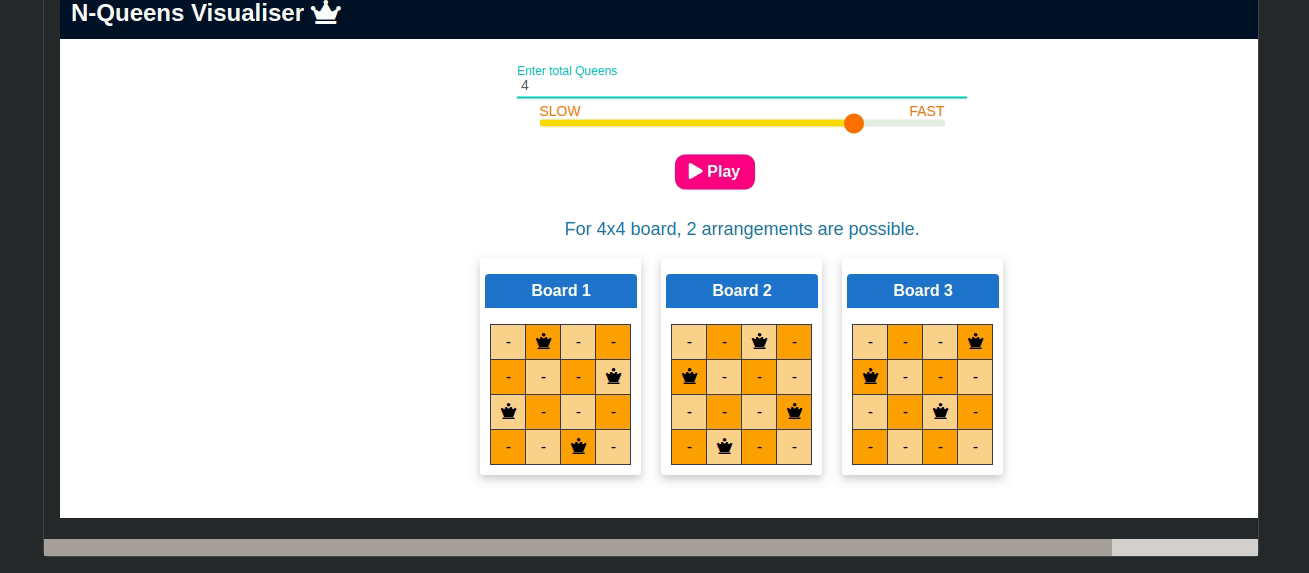 N-Queens Visualiser
Enter total Queens
4
SLOW FAST
Play
For 4x4 board, 2 arrangements are possible.
Board 1 Board 2 Board 3
- - - - - - - - -
- - - - - - - - -
- - - - - - - - -
- - - - - - - - - -